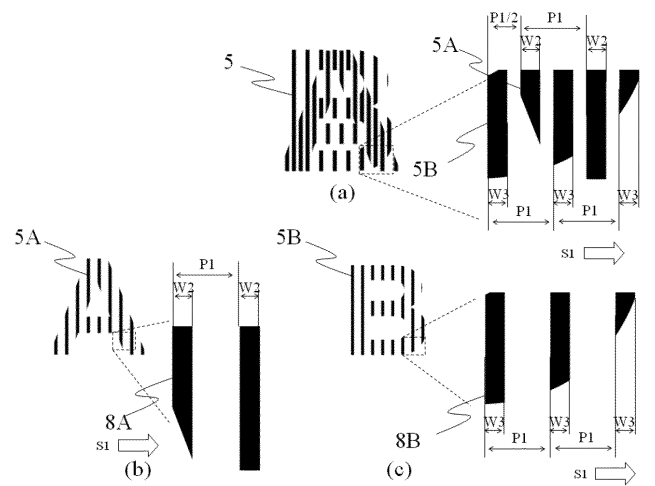 P1/2 P1
5A W2 W2
5
5B
W3 W3 W3
P1 P1
(a)
S1
5A
P1
W2 W2
8A
S1
(b)
5B
W3 W3 W3
8B
P1 P1
(c)
S1